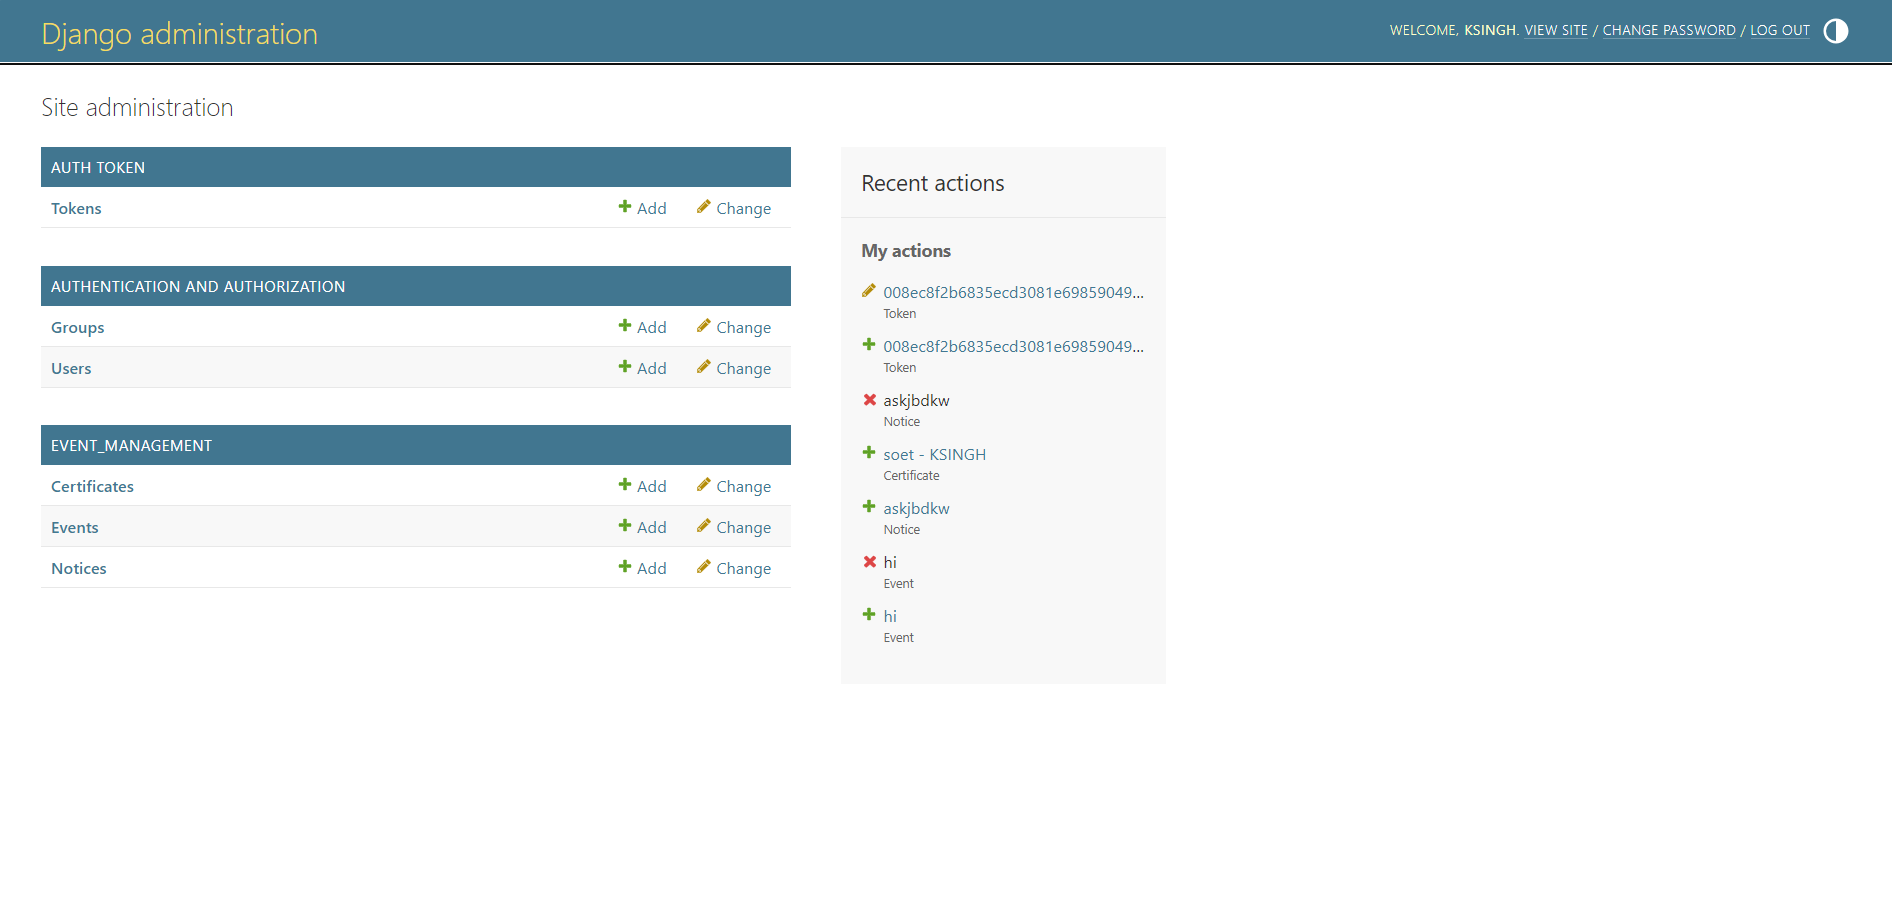 Django administration
WELCOME, KSINGH. VIEW SITE / CHANGE PASSWORD / LOG OUT
Site administration
AUTH TOKEN
Tokens Add Change
AUTHENTICATION AND AUTHORIZATION
Groups Add Change
Users Add Change
EVENT_MANAGEMENT
Certificates Add Change
Events Add Change
Notices Add Change
Recent actions
My actions
008ec8f2b6835ecd3081e69859049...
Token
008ec8f2b6835ecd3081e69859049...
Token
askjbdkw
Notice
soet - KSINGH
Certificate
askjbdkw
Notice
hi
Event
hi
Event